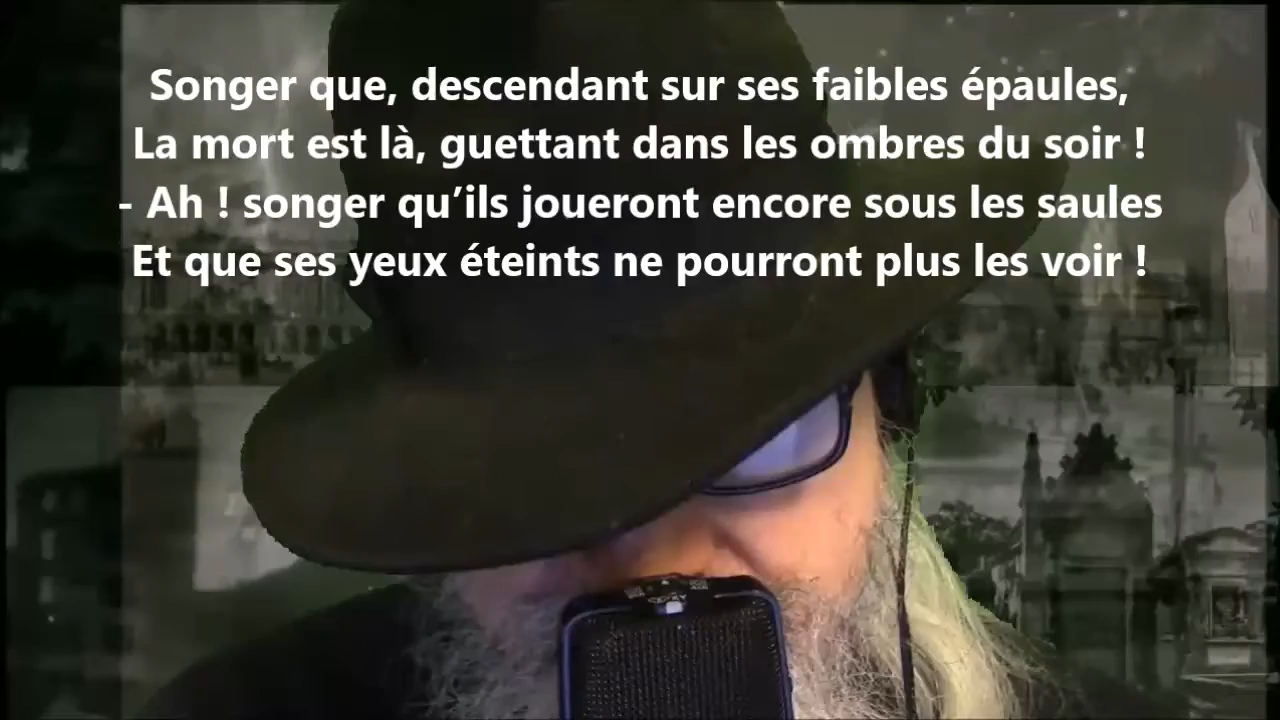 Songer que, descendant sur ses faibles épaules,
La mort est là, guettant dans les ombres du soir !
- Ah ! songer qu’ils joueront encore sous les saules
Et que ses yeux éteints ne pourront plus les voir !